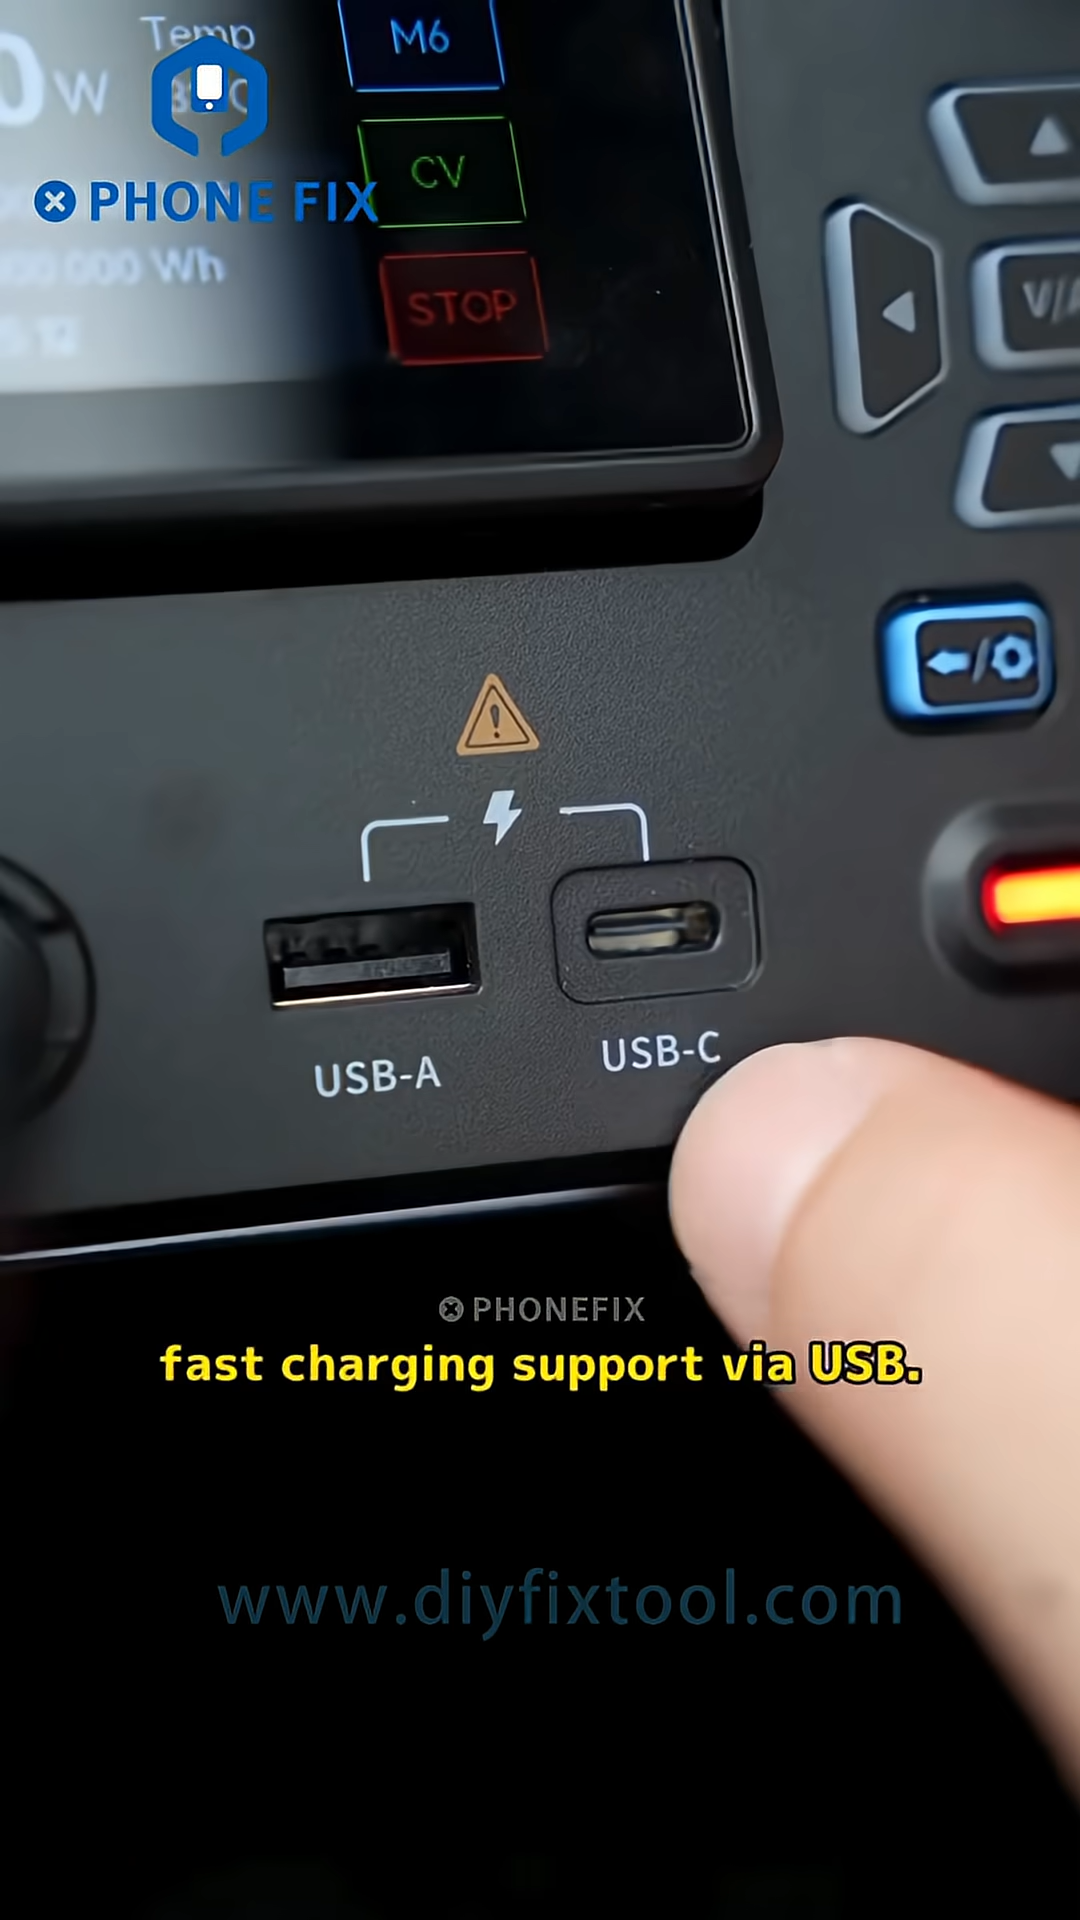 Temp
M6
W
CV
PHONE FIX
Wh
STOP
USB-A
USB-C
PHONEFIX
fast charging support via USB.
www.diyfixtool.com